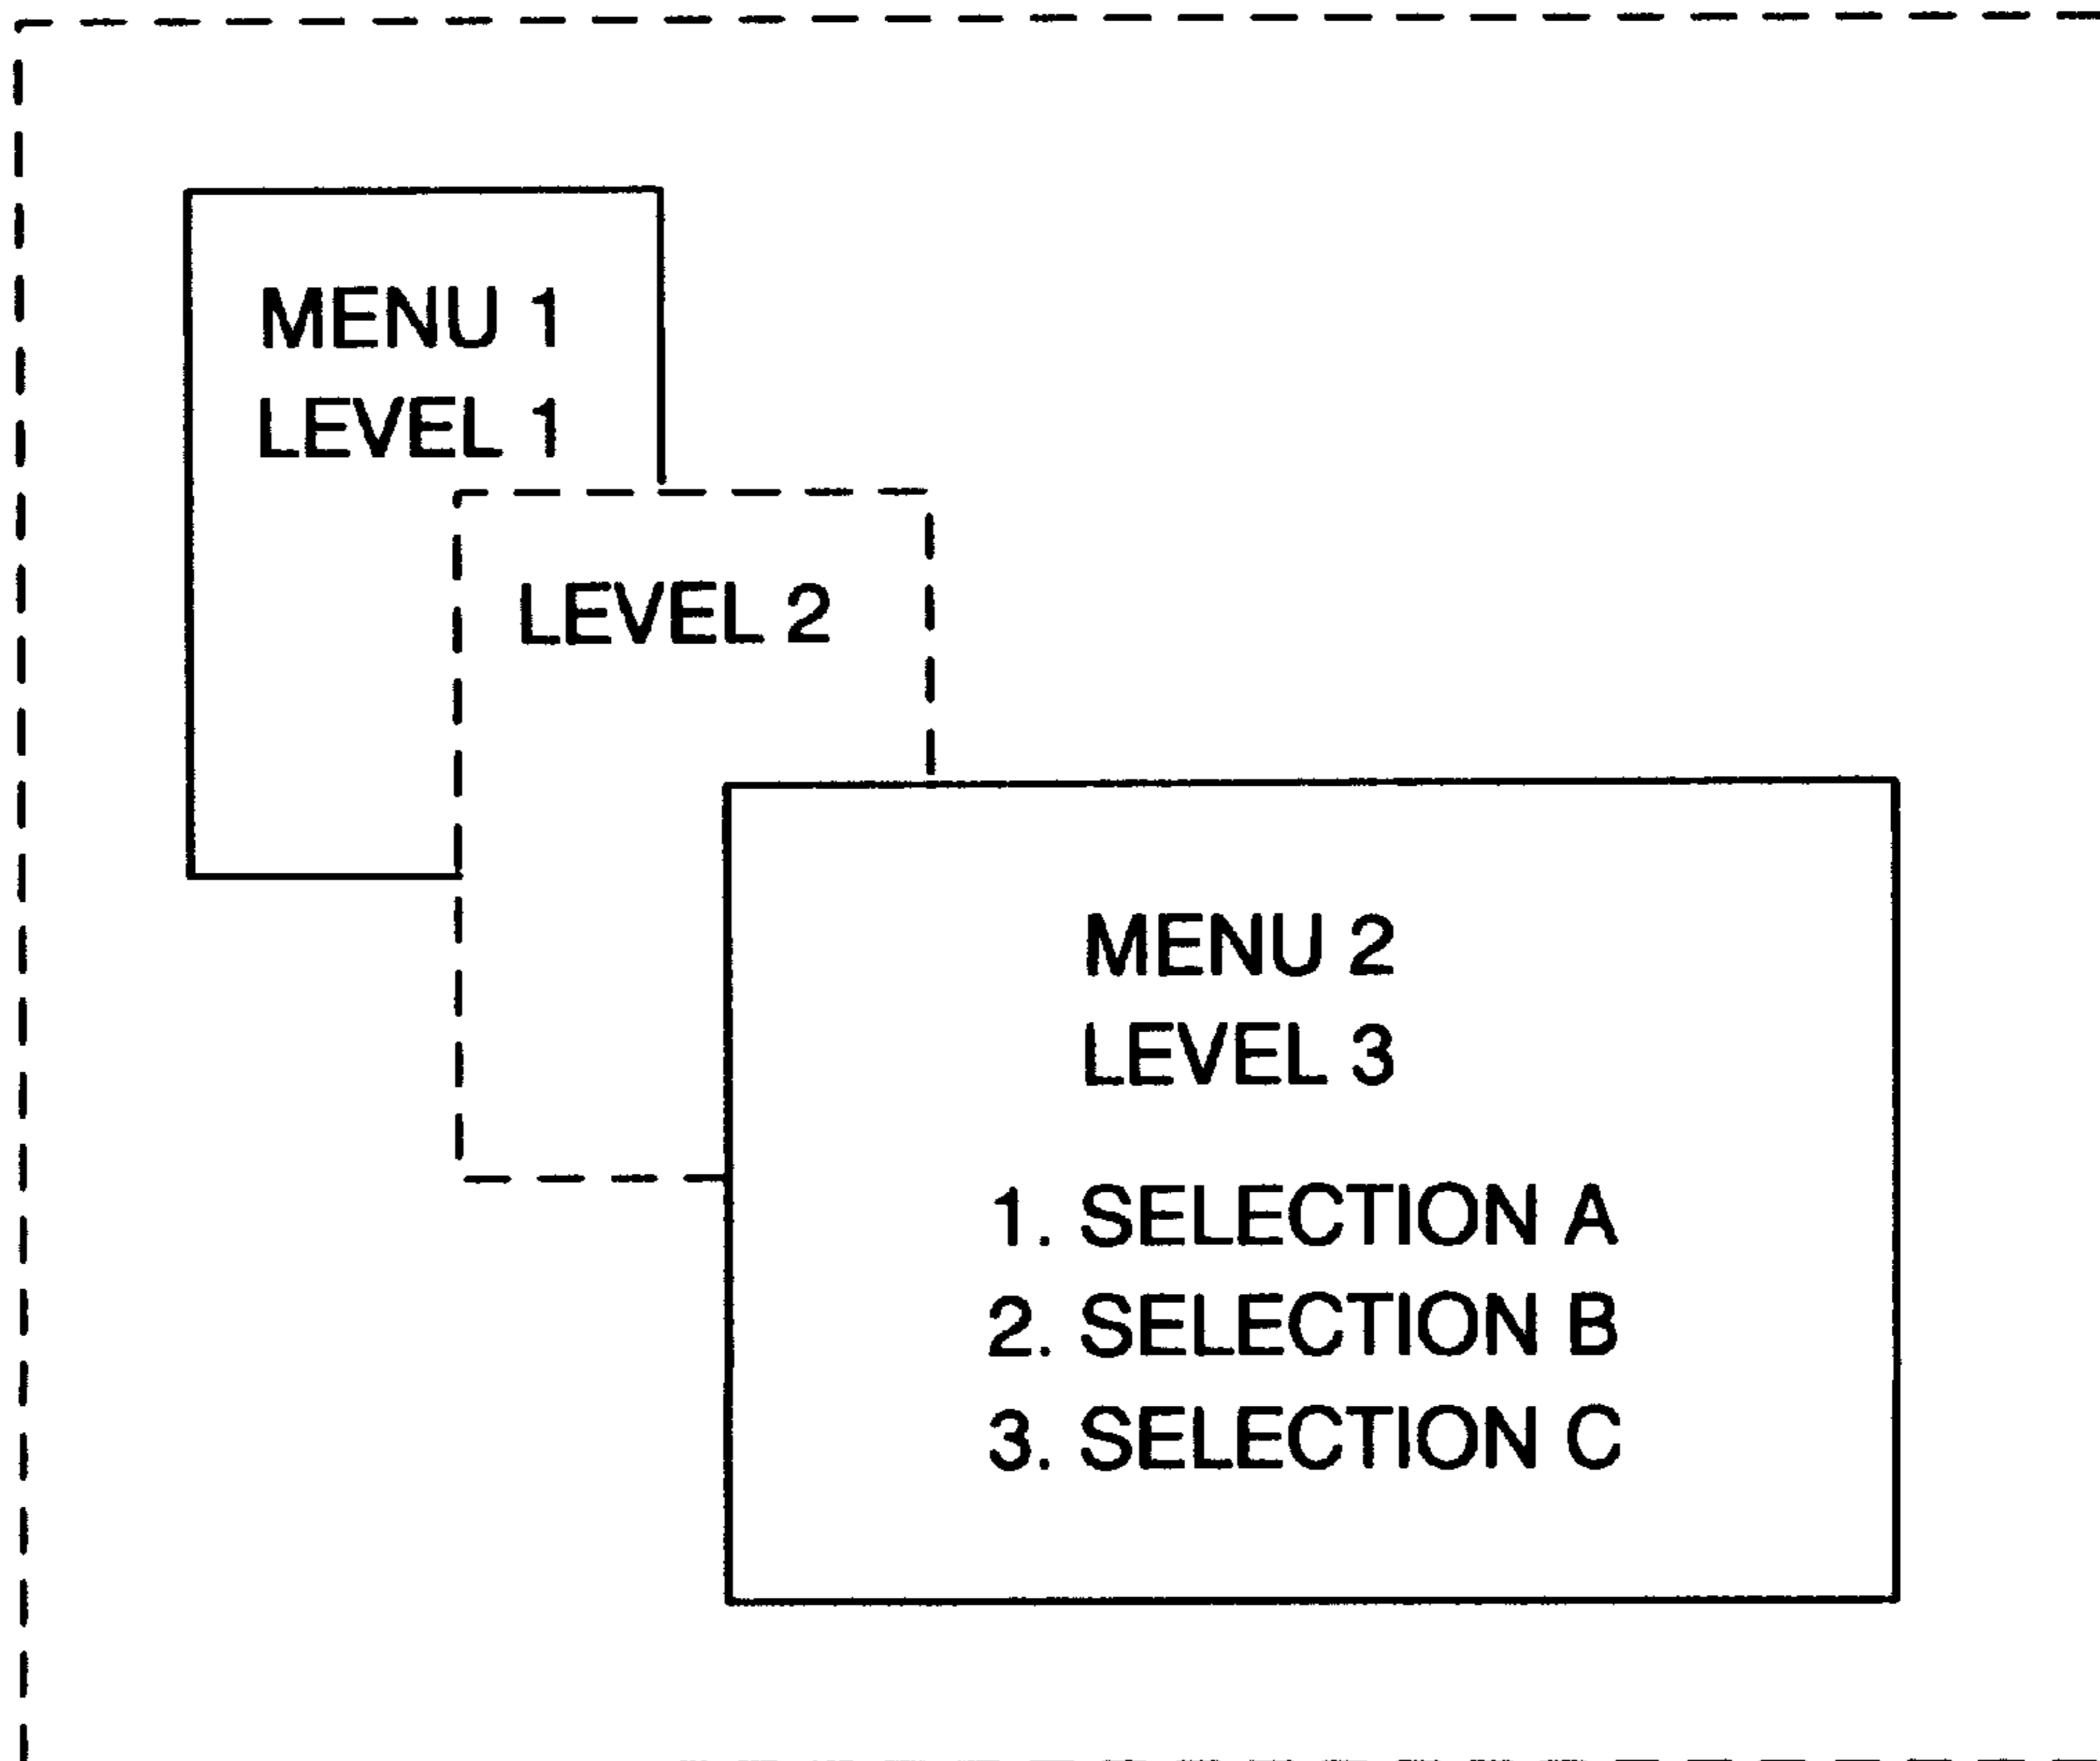 MENU 1
LEVEL 1
LEVEL 2
MENU 2
LEVEL 3
1. SELECTION A
2. SELECTION B
3. SELECTION C